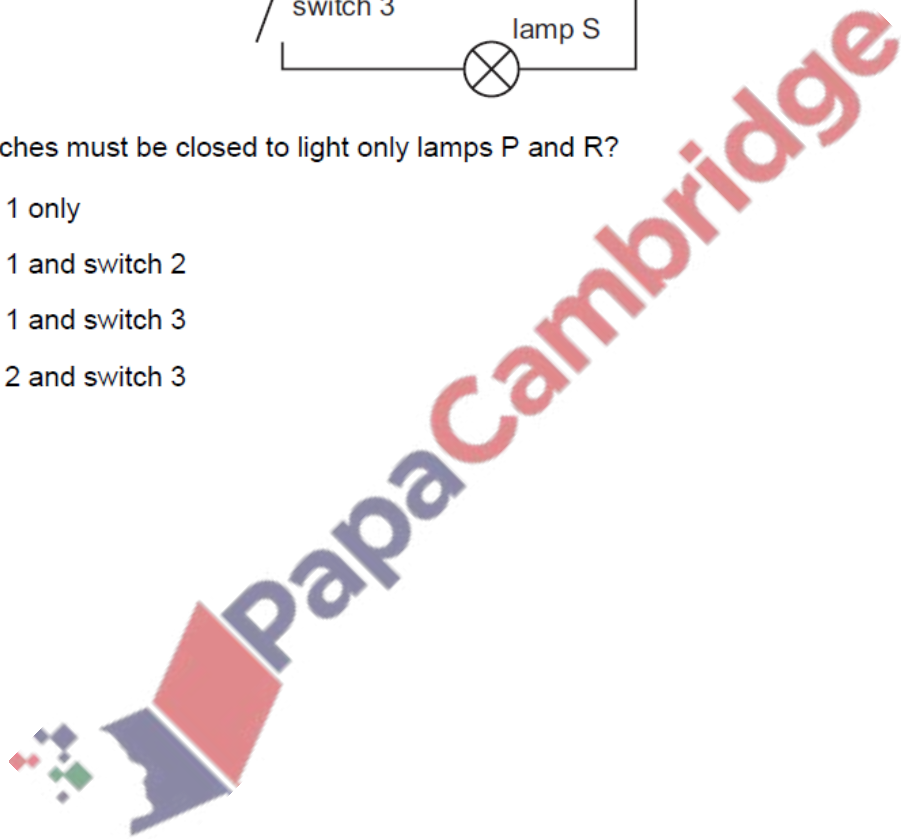 switch 3
lamp S
ches must be closed to light only lamps P and R?
1 only
1 and switch 2
1 and switch 3
2 and switch 3
PapaCambridge